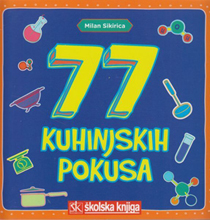 Milan Sikirica
77
KUHINJSKIH
POKUSA
šk školska knjiga